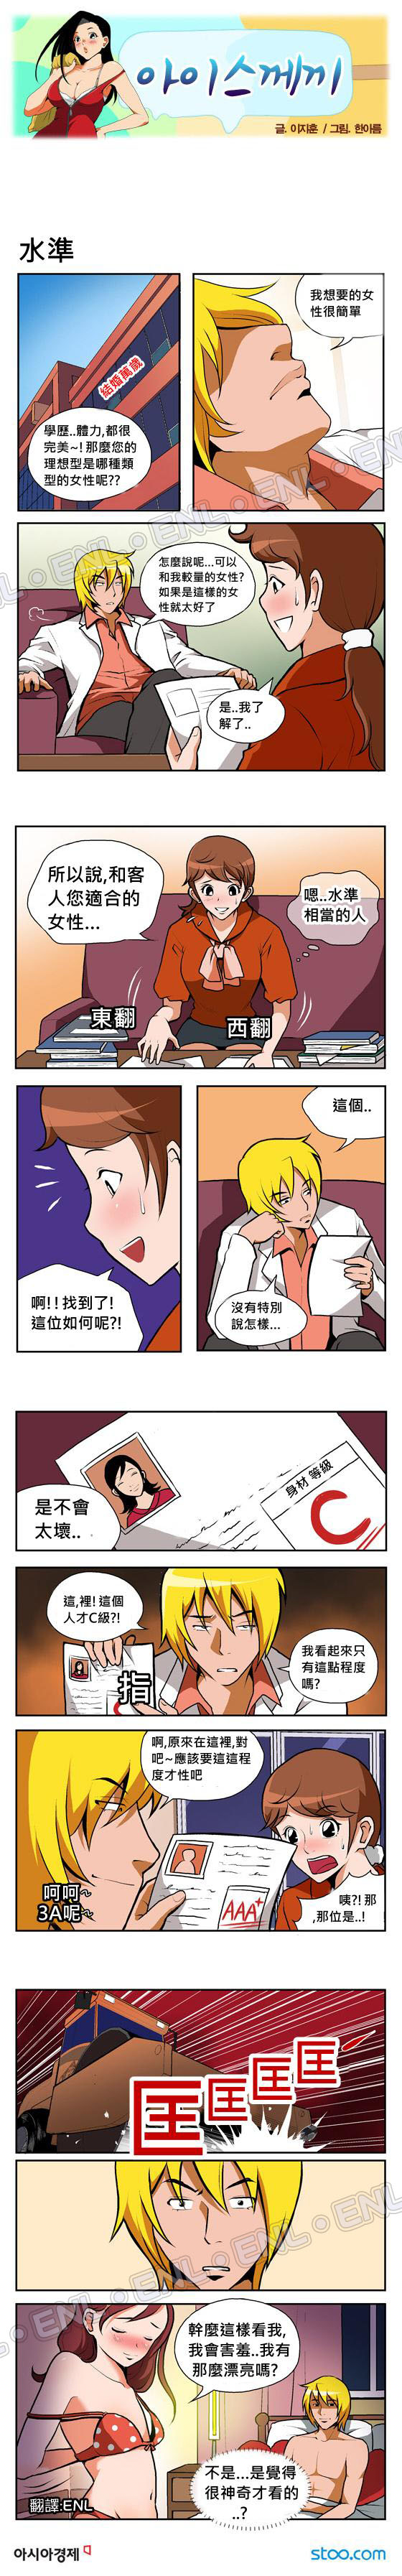 아이스께끼
글. 이지훈 / 그림. 한아름
水準
結婚萬歲
學歷..體力,都很
完美~! 那麼您的
理想型是哪種類
型的女性呢??
我想要的女
性很簡單
怎麼說呢...可以
和我較量的女性?
如果是這樣的女
性就太好了
是..我了
解了..
所以說,和客
人您適合的
女性...
嗯..水準
相當的人
東翻
西翻
啊! ! 找到了!
這位如何呢?!
這個..
沒有特別
說怎樣...
是不會
太壞..
身材 等級
C
這,裡! 這個
人才C級?!
指
我看起來只
有這點程度
嗎?
啊,原來在這裡,對
吧~應該要這這程
度才性吧
呵呵~
3A呢~
AAA+
咦?! 那
,那位是..!
匡匡匡匡
ENL
幹麼這樣看我,
我會害羞..我有
那麼漂亮嗎?
不是...是覺得
很神奇才看的
..?
翻譯:ENL
아시아경제
stoo.com